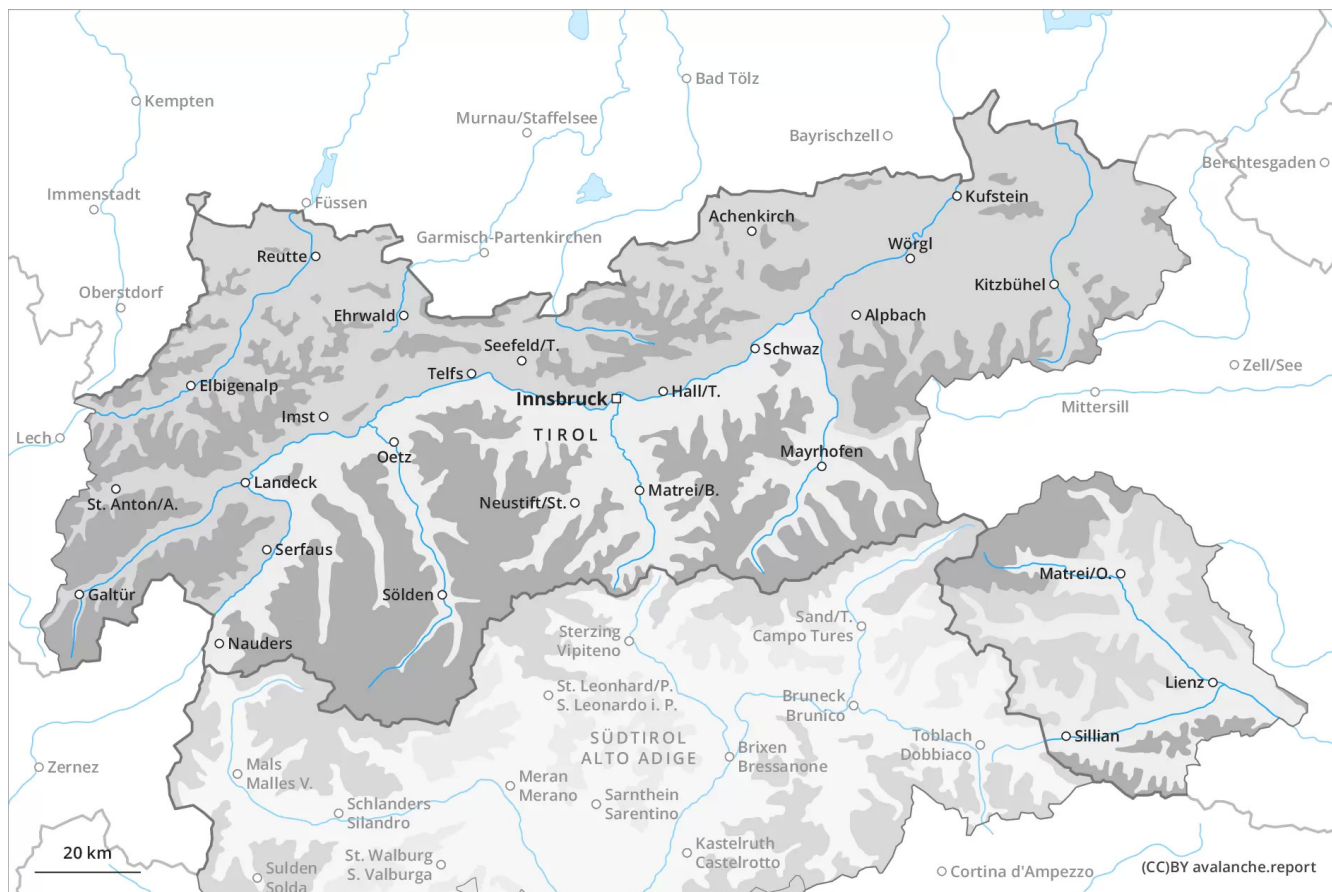 Kempten
Bad Tölz
Murnau/Staffelsee
Bayrischzell
Berchtesgaden
Immenstadt
Füssen
Kufstein
Achenkirch
Garmisch-Partenkirchen
Wörgl
Reutte
Oberstdorf
Kitzbühel
Ehrwald
Alpbach
Seefeld/T.
Schwaz
Zell/See
Telfs
Elbigenalp
Innsbruck
Hall/T.
Mittersill
Imst
Lech
TIROL
Oetz
Mayrhofen
Landeck
St. Anton/A.
Neustift/St.
Matrei/B.
Serfaus
Matrei/O.
Galtür
Sölden
Sand/T.
Campo Tures
Nauders
Sterzing
Vipiteno
Lienz
St. Leonhard/P.
S. Leonardo i. P.
Bruneck
Brunico
SÜDTIROL
ALTO ADIGE
Toblach
Dobbiaco
Sillian
Brixen
Bressanone
Zernez
Mals
Malles V.
Meran
Merano
Sarnthein
Sarentino
Schlanders
Silandro
20 km
St. Walburg
S. Valburga
Kastelruth
Castelrotto
Sulden
Solda
Cortina d'Ampezzo
(CC)BY avalanche.report